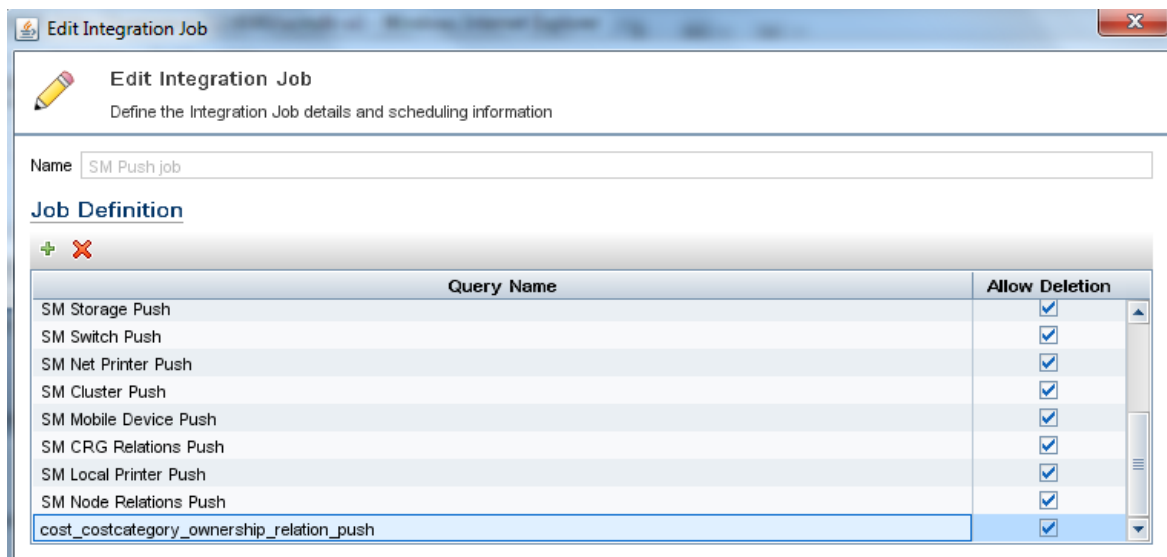 Edit Integration Job
Edit Integration Job
Define the Integration Job details and scheduling information
Name SM Push job
Job Definition
Query Name Allow Deletion
SM Storage Push
SM Switch Push
SM Net Printer Push
SM Cluster Push
SM Mobile Device Push
SM CRG Relations Push
SM Local Printer Push
SM Node Relations Push
cost_costcategory_ownership_relation_push